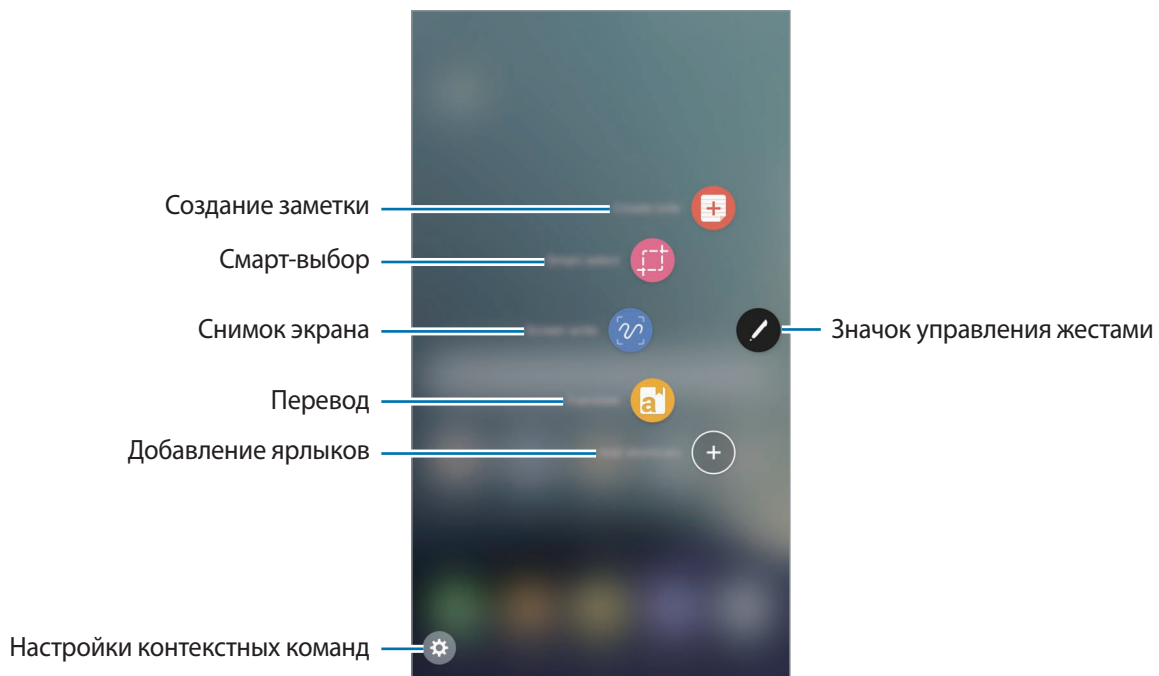 Создание заметки
Смарт-выбор
Снимок экрана
Значок управления жестами
Перевод
Добавление ярлыков
Настройки контекстных команд